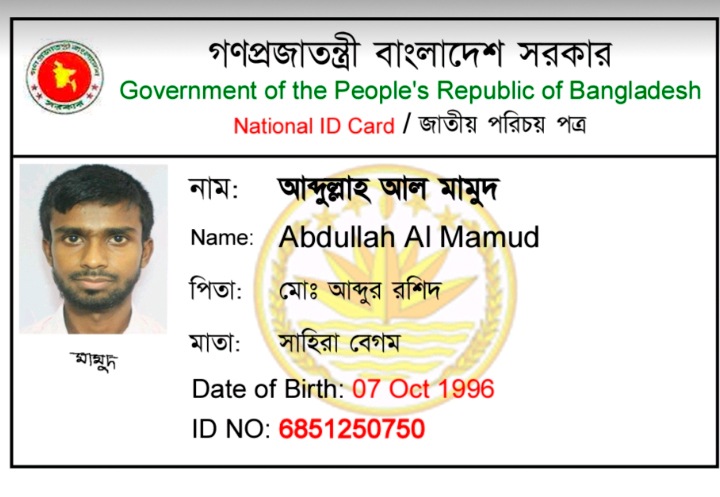 গণপ্রজাতন্ত্রী বাংলাদেশ সরকার
Government of the People's Republic of Bangladesh
National ID Card / জাতীয় পরিচয় পত্র
নাম: আব্দুল্লাহ আল মামুদ
Name: Abdullah Al Mamud
পিতা: মোঃ আব্দুর রশিদ
মাতা: সাহিরা বেগম
মামুদ
Date of Birth: 07 Oct 1996
ID NO: 6851250750